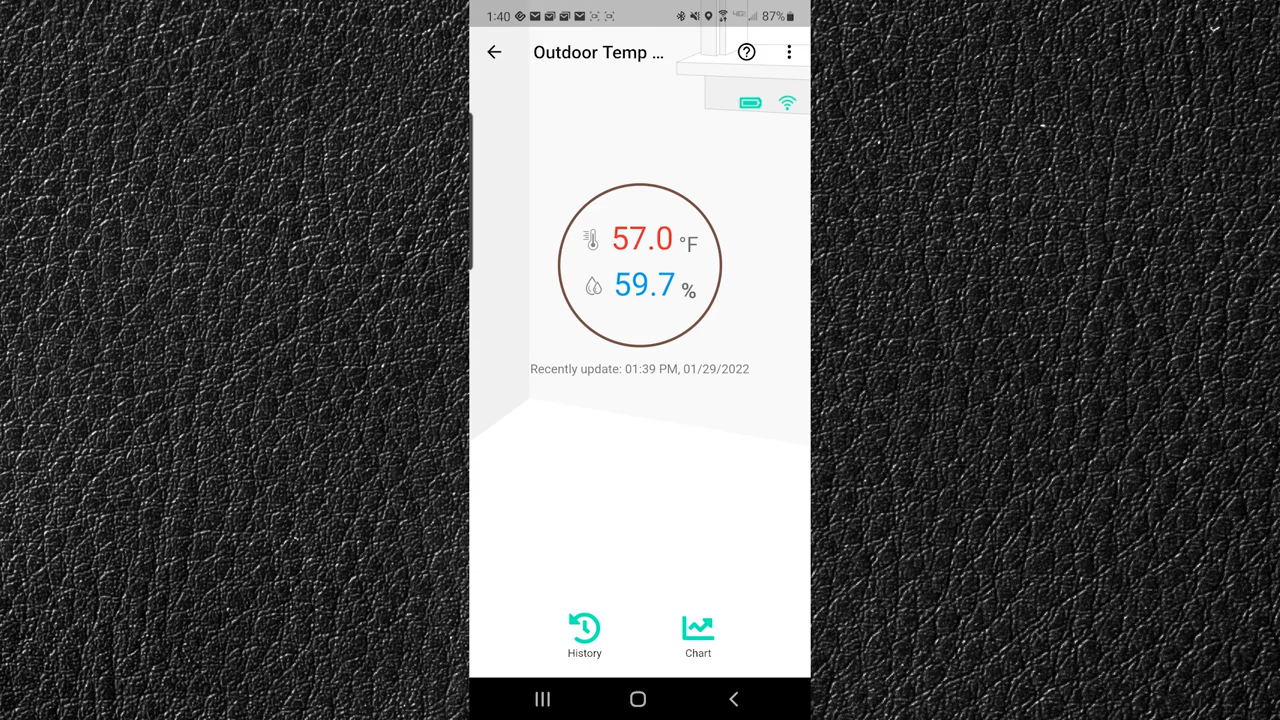 1:40 87%
Outdoor Temp ...
57.0 °F
59.7 %
Recently update: 01:39 PM, 01/29/2022
History Chart